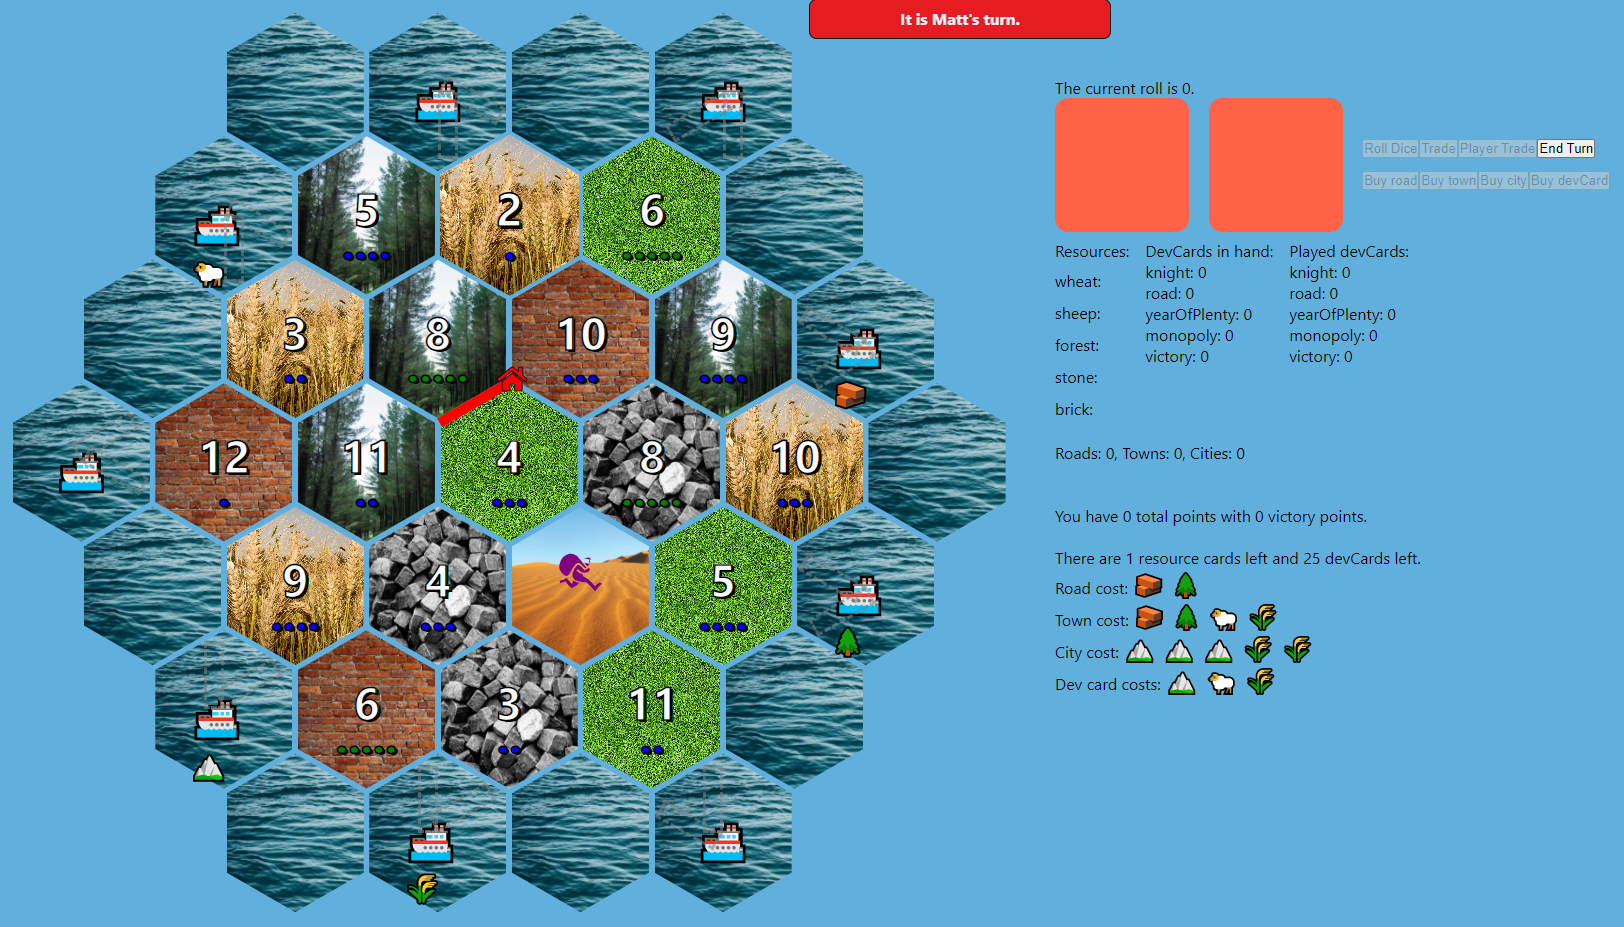 It is Matt's turn.
The current roll is 0.
Roll Dice Trade Player Trade End Turn
Buy road Buy town Buy city Buy devCard
Resources: DevCards in hand: Played devCards:
knight: 0 knight: 0
wheat:
road: 0 road: 0
sheep: yearOfPlenty: 0 yearOfPlenty: 0
monopoly: 0 monopoly: 0
forest:
victory: 0 victory: 0
stone:
brick:
Roads: 0, Towns: 0, Cities: 0
You have 0 total points with 0 victory points.
There are 1 resource cards left and 25 devCards left.
Road cost:
Town cost:
City cost:
Dev card costs:
5 2 6
3 8 10 9
12 11 4 8 10
9 4 5
6 3 11